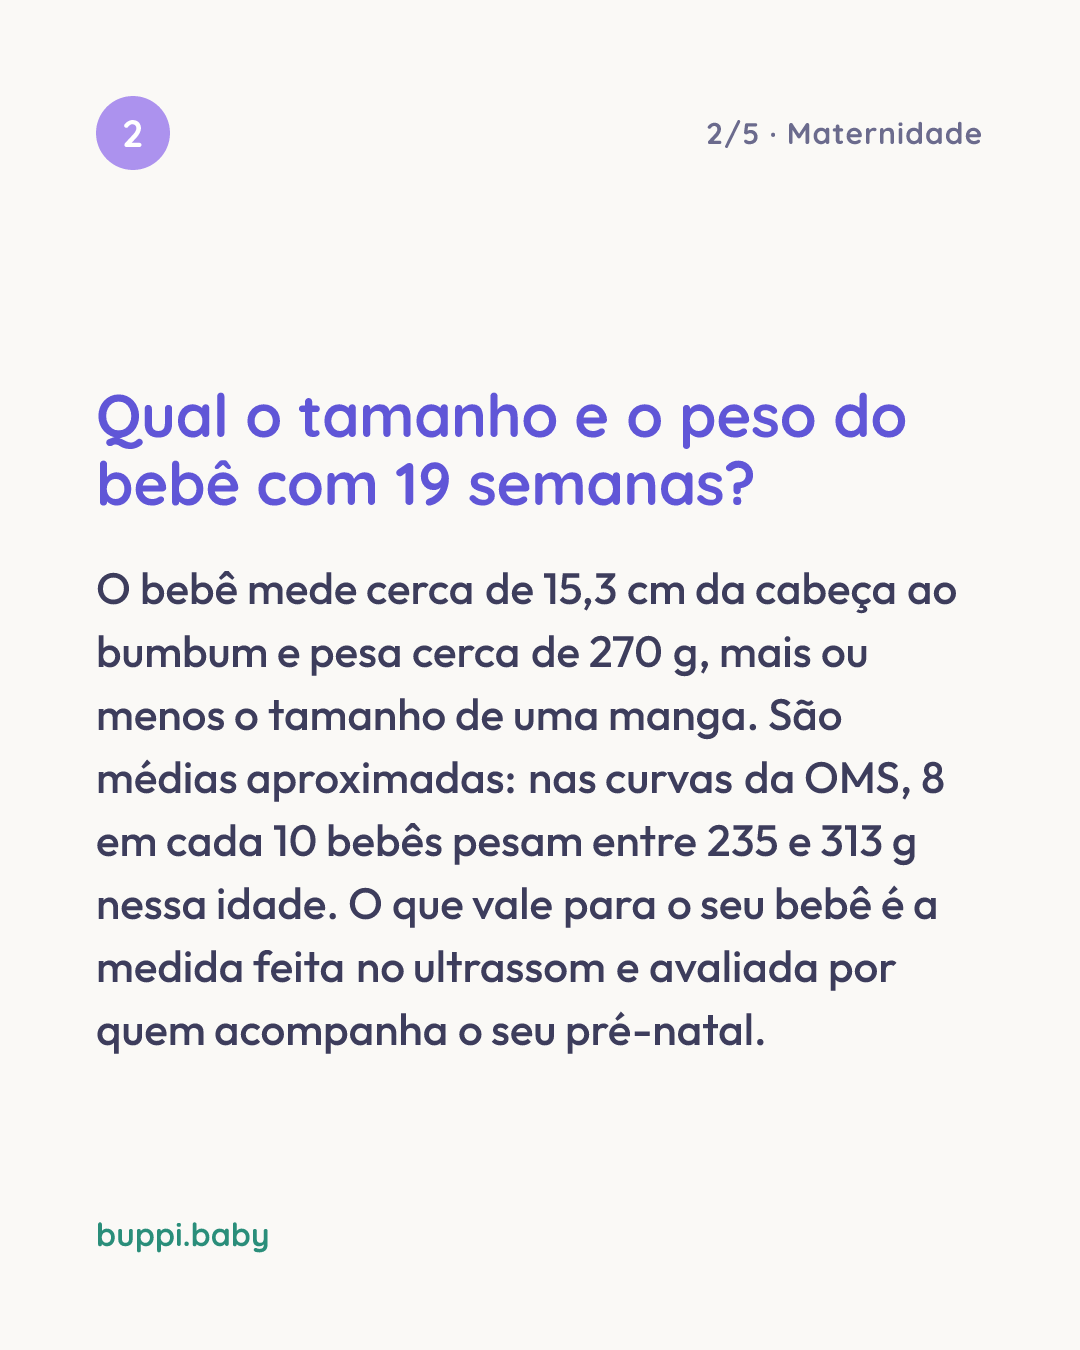 2
2/5 · Maternidade
Qual o tamanho e o peso do
bebê com 19 semanas?
O bebê mede cerca de 15,3 cm da cabeça ao
bumbum e pesa cerca de 270 g, mais ou
menos o tamanho de uma manga. São
médias aproximadas: nas curvas da OMS, 8
em cada 10 bebês pesam entre 235 e 313 g
nessa idade. O que vale para o seu bebê é a
medida feita no ultrassom e avaliada por
quem acompanha o seu pré-natal.
buppi.baby